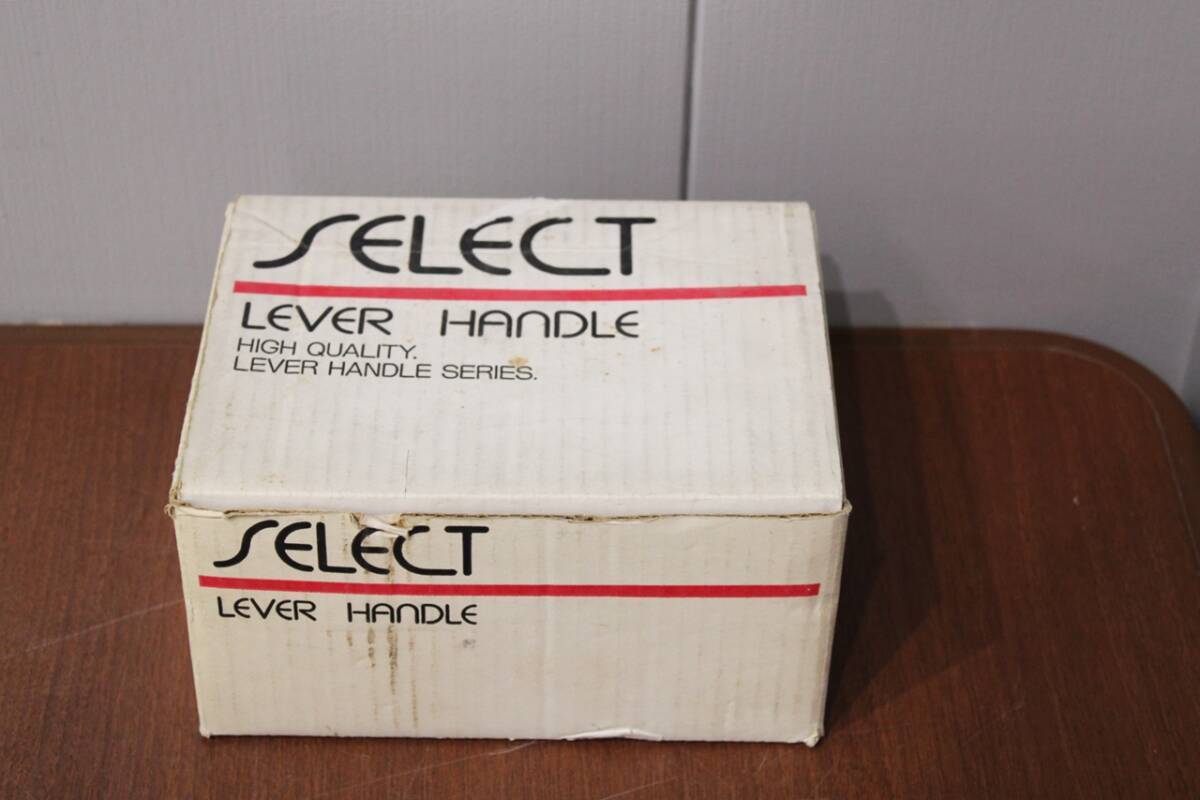 SELECT
LEVER HANDLE
HIGH QUALITY.
LEVER HANDLE SERIES.
SELECT
LEVER HANDLE